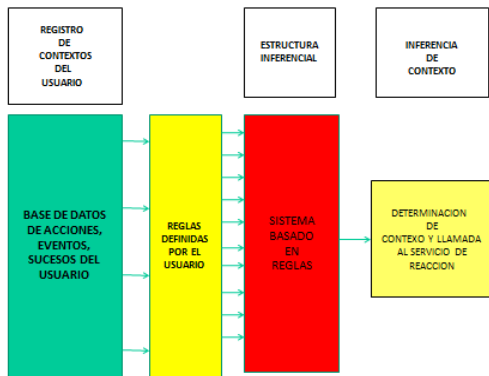 REGISTRO
DE
CONTEXTOS
DEL
USUARIO
ESTRUCTURA
INFERENCIAL
INFERENCIA
DE
CONTEXTO
BASE DE DATOS
DE ACCIONES,
EVENTOS,
SUCESOS DEL
USUARIO
REGLAS
DEFINIDAS
POR EL
USUARIO
SISTEMA
BASADO
EN
REGLAS
DETERMINACION
DE
CONTEXO Y LLAMADA
AL SERVICIO DE
REACCION